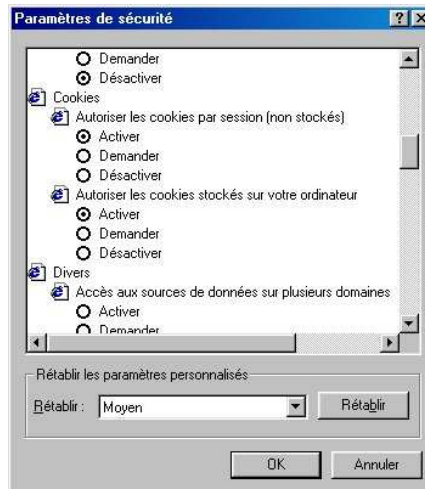 Paramètres de sécurité
Demander
Désactiver
Cookies
Autoriser les cookies par session (non stockés)
Activer
Demander
Désactiver
Autoriser les cookies stockés sur votre ordinateur
Activer
Demander
Désactiver
Divers
Accès aux sources de données sur plusieurs domaines
Activer
Demander
Rétablir les paramètres personnalisés
Rétablir : Moyen Rétablir
OK Annuler